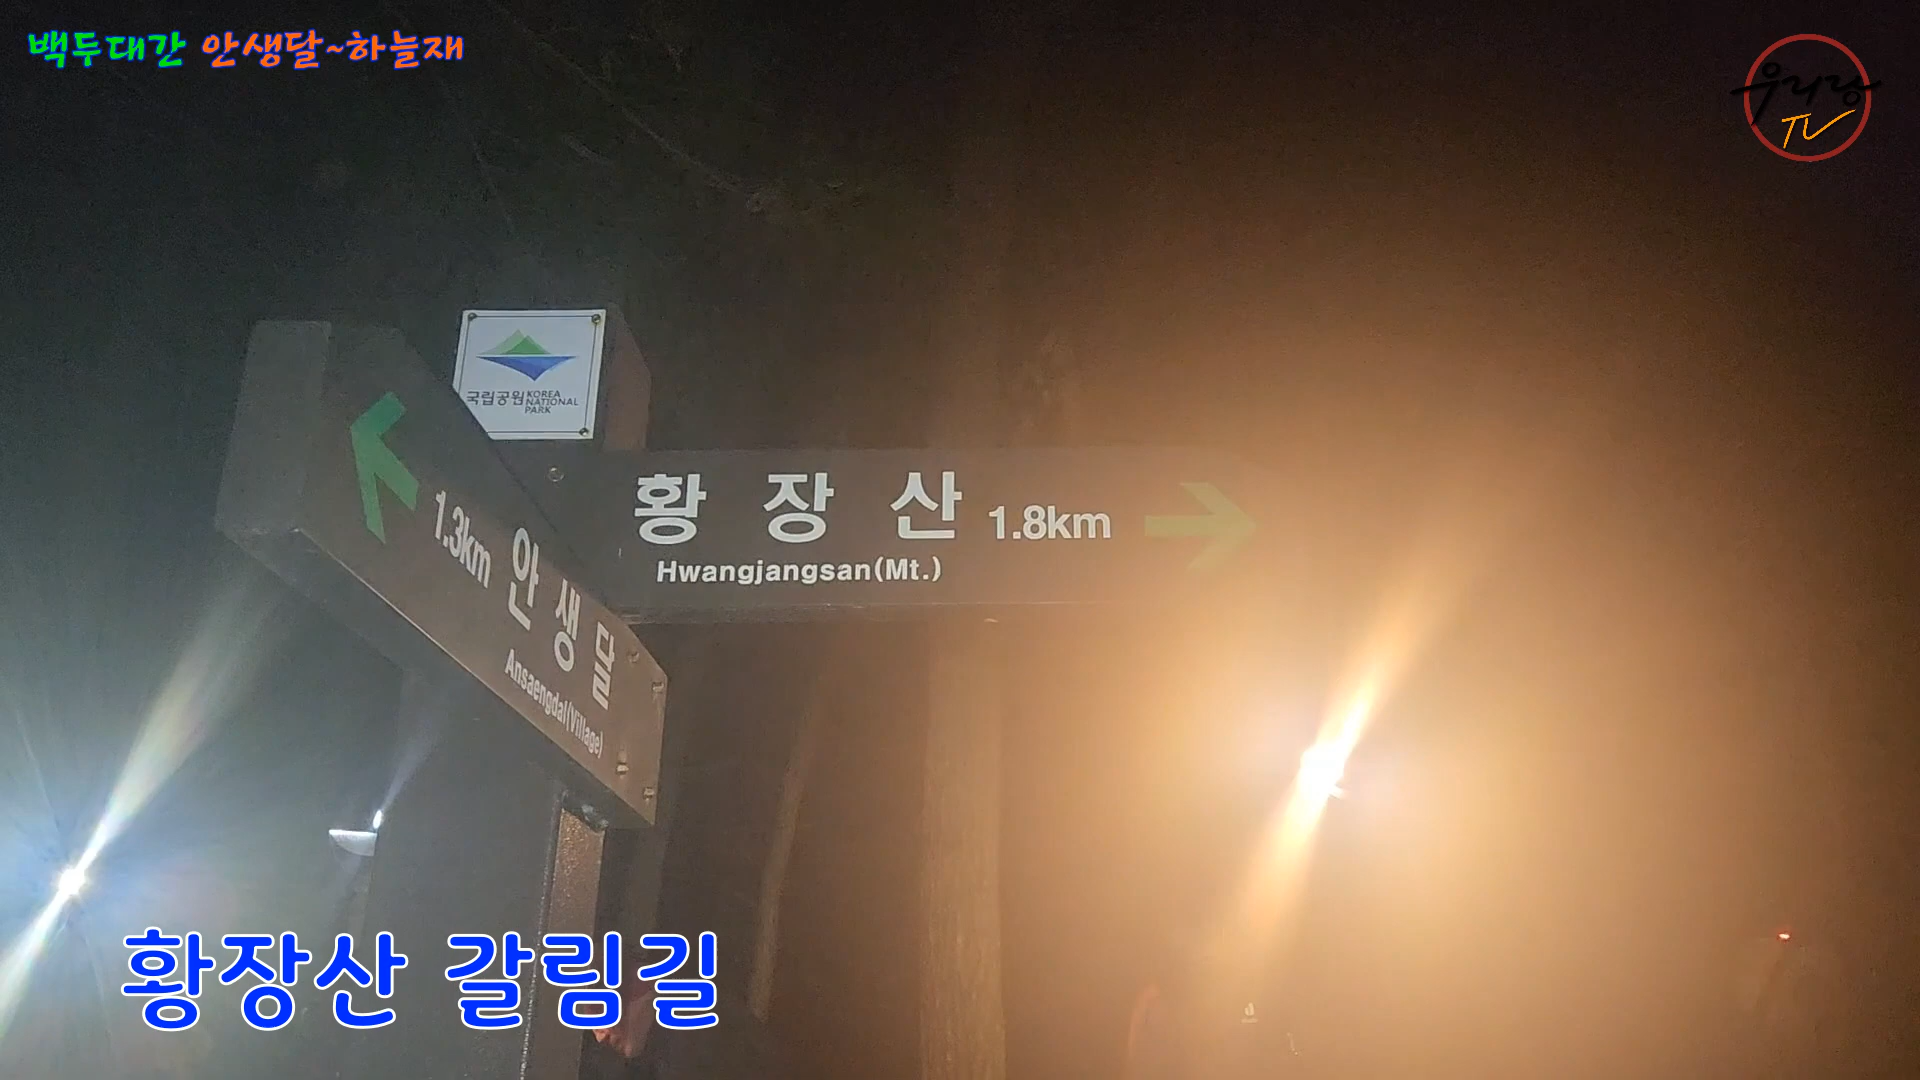 백두대간 안생달~하늘재
우리랑
TV
국립공원 KOREA
NATIONAL
PARK
황장산 1.8km
Hwangjangsan(Mt.)
1.3km 안생달
Ansaengdal(Village)
황장산 갈림길